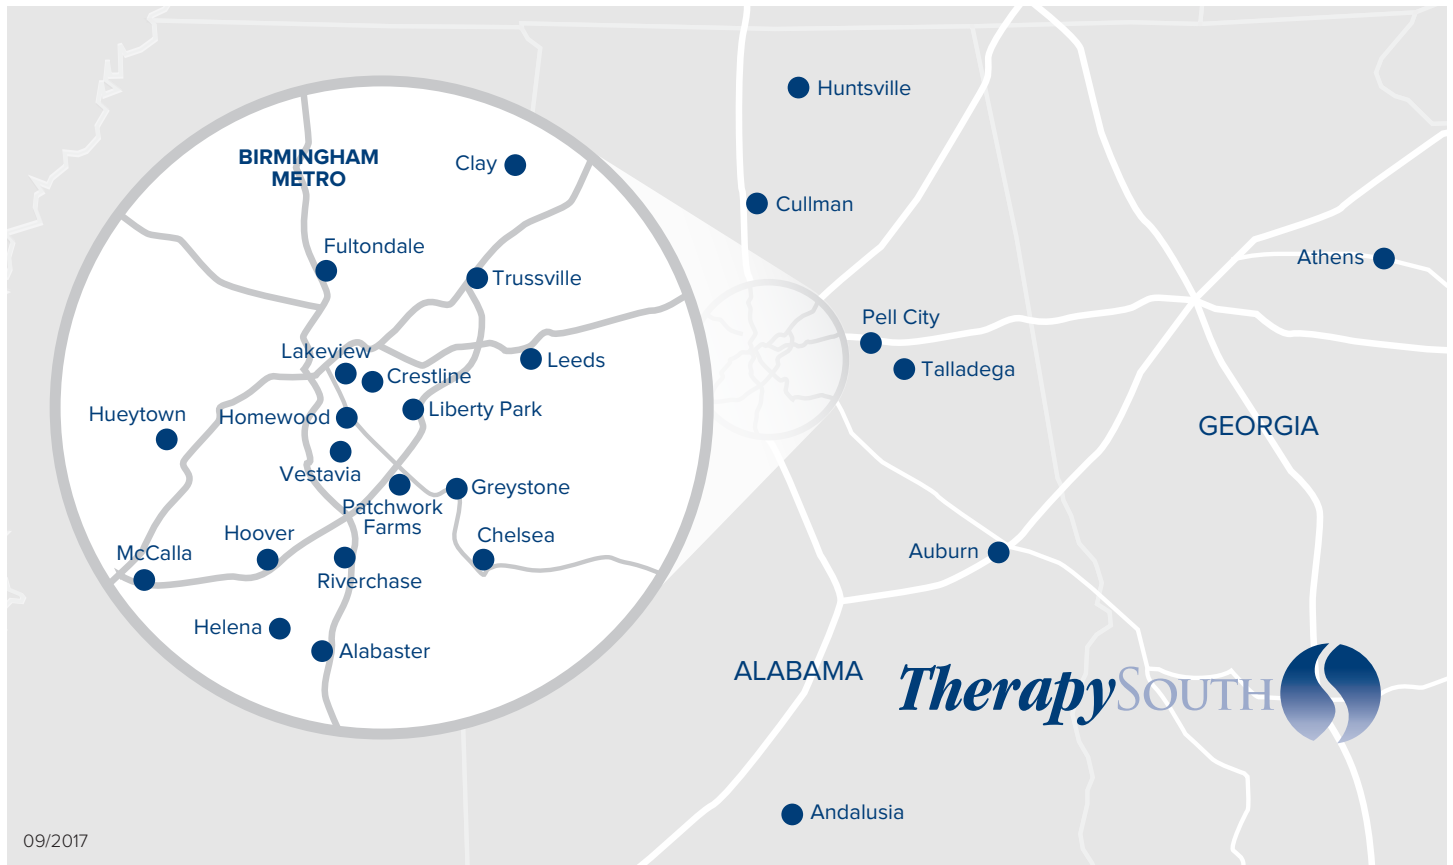 Huntsville
BIRMINGHAM
METRO
Clay
Cullman
Fultondale
Athens
Trussville
Pell City
Lakeview
Leeds
Crestline
Talladega
Hueytown
Homewood
Liberty Park
GEORGIA
Vestavia
Greystone
Patchwork
Farms
Hoover
Chelsea
McCalla
Auburn
Riverchase
Helena
Alabaster
ALABAMA
TherapySOUTH
Andalusia
09/2017